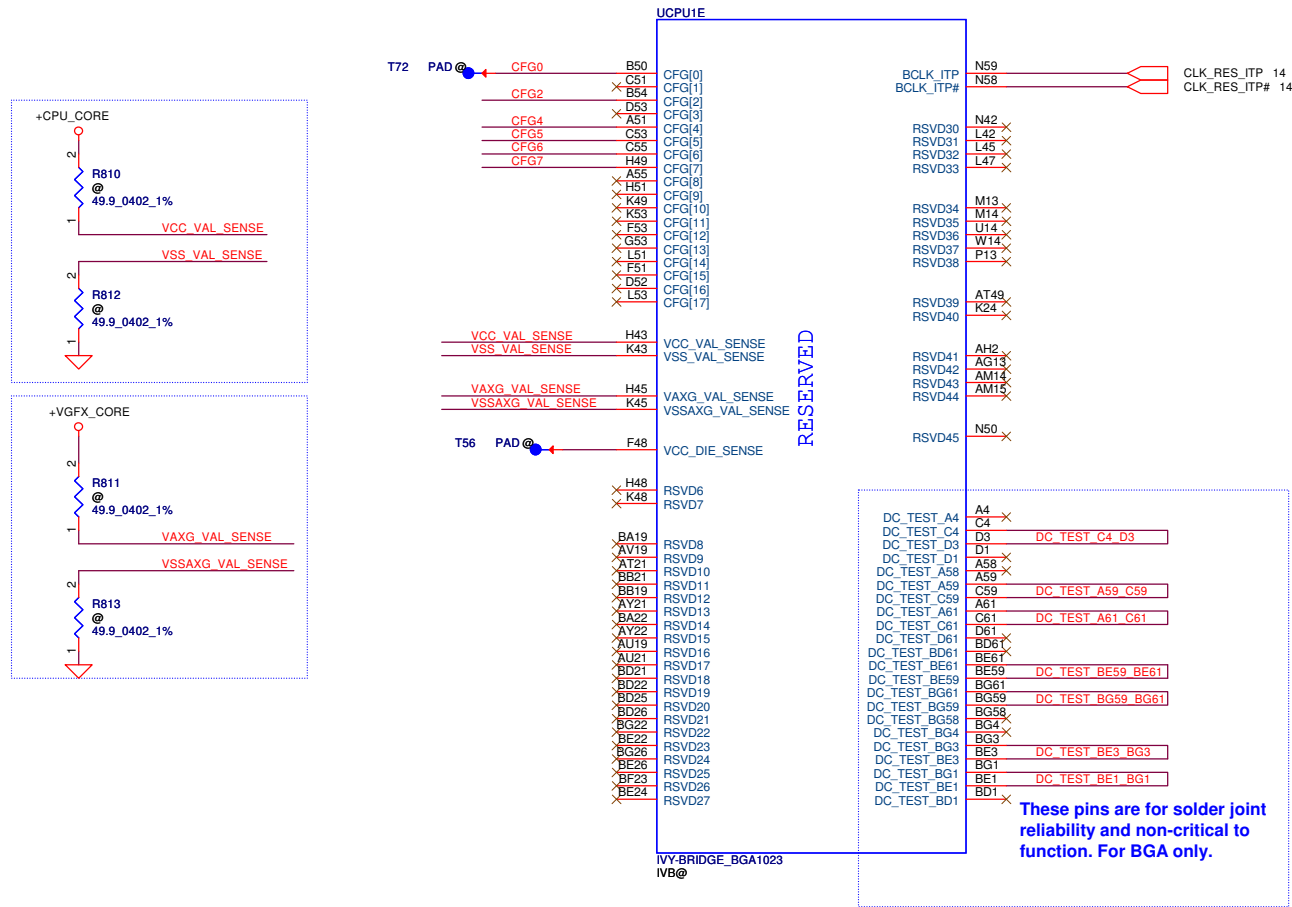 UCPU1E
T72 PAD @
CFG0 B50 CFG[0]
C51 CFG[1]
CFG2 B54 CFG[2]
D53 CFG[3]
CFG4 A51 CFG[4]
CFG5 C53 CFG[5]
CFG6 C55 CFG[6]
CFG7 H49 CFG[7]
A55 CFG[8]
H51 CFG[9]
K49 CFG[10]
K53 CFG[11]
F53 CFG[12]
G53 CFG[13]
L51 CFG[14]
F51 CFG[15]
D52 CFG[16]
L53 CFG[17]
VCC_VAL_SENSE H43 VCC_VAL_SENSE
VSS_VAL_SENSE K43 VSS_VAL_SENSE
VAXG_VAL_SENSE H45 VAXG_VAL_SENSE
VSSAXG_VAL_SENSE K45 VSSAXG_VAL_SENSE
T56 PAD @ F48 VCC_DIE_SENSE
H48 RSVD6
K48 RSVD7
BA19 RSVD8
AV19 RSVD9
AT21 RSVD10
BB21 RSVD11
BB19 RSVD12
AY21 RSVD13
BA22 RSVD14
AY22 RSVD15
AU19 RSVD16
AU21 RSVD17
BD21 RSVD18
BD22 RSVD19
BD25 RSVD20
BD26 RSVD21
BG22 RSVD22
BE22 RSVD23
BG26 RSVD24
BE26 RSVD25
BF23 RSVD26
BE24 RSVD27
RESERVED
BCLK_ITP N59 CLK_RES_ITP 14
BCLK_ITP# N58 CLK_RES_ITP# 14
RSVD30 N42
RSVD31 L42
RSVD32 L45
RSVD33 L47
RSVD34 M13
RSVD35 M14
RSVD36 U14
RSVD37 W14
RSVD38 P13
RSVD39 AT49
RSVD40 K24
RSVD41 AH2
RSVD42 AG13
RSVD43 AM14
RSVD44 AM15
RSVD45 N50
DC_TEST_A4 A4
DC_TEST_C4 C4
DC_TEST_D3 D3 DC_TEST_C4_D3
DC_TEST_D1 D1
DC_TEST_A58 A58
DC_TEST_A59 A59
DC_TEST_C59 C59 DC_TEST_A59_C59
DC_TEST_A61 A61
DC_TEST_C61 C61 DC_TEST_A61_C61
DC_TEST_D61 D61
DC_TEST_BD61 BD61
DC_TEST_BE61 BE61
DC_TEST_BE59 BE59 DC_TEST_BE59_BE61
DC_TEST_BG61 BG61
DC_TEST_BG59 BG59 DC_TEST_BG59_BG61
DC_TEST_BG58 BG58
DC_TEST_BG4 BG4
DC_TEST_BG3 BG3
DC_TEST_BE3 BE3 DC_TEST_BE3_BG3
DC_TEST_BG1 BG1
DC_TEST_BE1 BE1 DC_TEST_BE1_BG1
DC_TEST_BD1 BD1
These pins are for solder joint
reliability and non-critical to
function. For BGA only.
IVY-BRIDGE_BGA1023
IVB@
+CPU_CORE
2
R810
@
49.9_0402_1%
1
VCC_VAL_SENSE
VSS_VAL_SENSE
2
R812
@
49.9_0402_1%
1
+VGFX_CORE
2
R811
@
49.9_0402_1%
1
VAXG_VAL_SENSE
VSSAXG_VAL_SENSE
2
R813
@
49.9_0402_1%
1